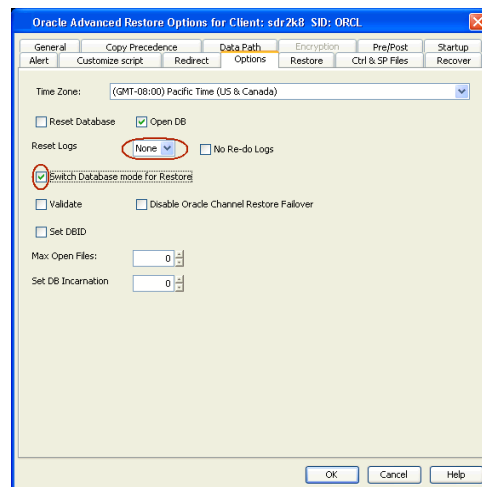 Oracle Advanced Restore Options for Client: sdr2k8 SID: ORCL
General Copy Precedence Data Path Encryption Pre/Post Startup
Alert Customize script Redirect Options Restore Ctrl & SP Files Recover
Time Zone: (GMT-08:00) Pacific Time (US & Canada)
Reset Database Open DB
Reset Logs None No Re-do Logs
Switch Database mode for Restore
Validate Disable Oracle Channel Restore Failover
Set DBID
Max Open Files: 0
Set DB Incarnation 0
OK Cancel Help